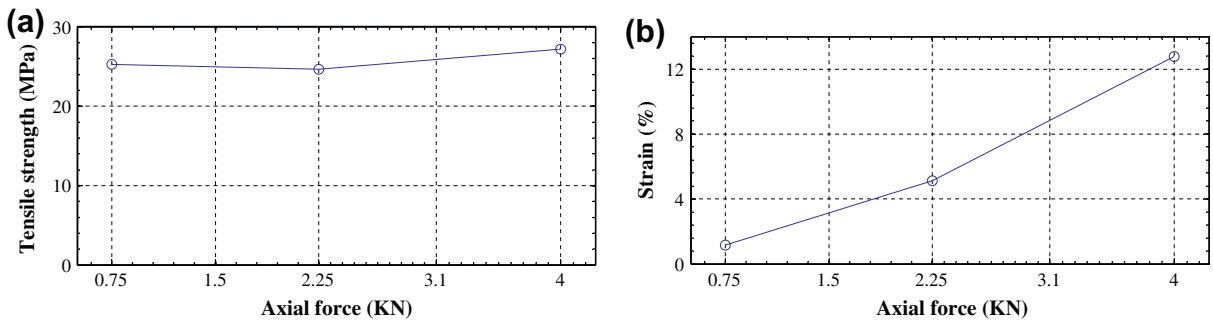 (a)
30
20
10
0
Tensile strength (MPa)
0.75 1.5 2.25 3.1 4
Axial force (KN)
(b)
12
8
4
0
Strain (%)
0.75 1.5 2.25 3.1 4
Axial force (KN)